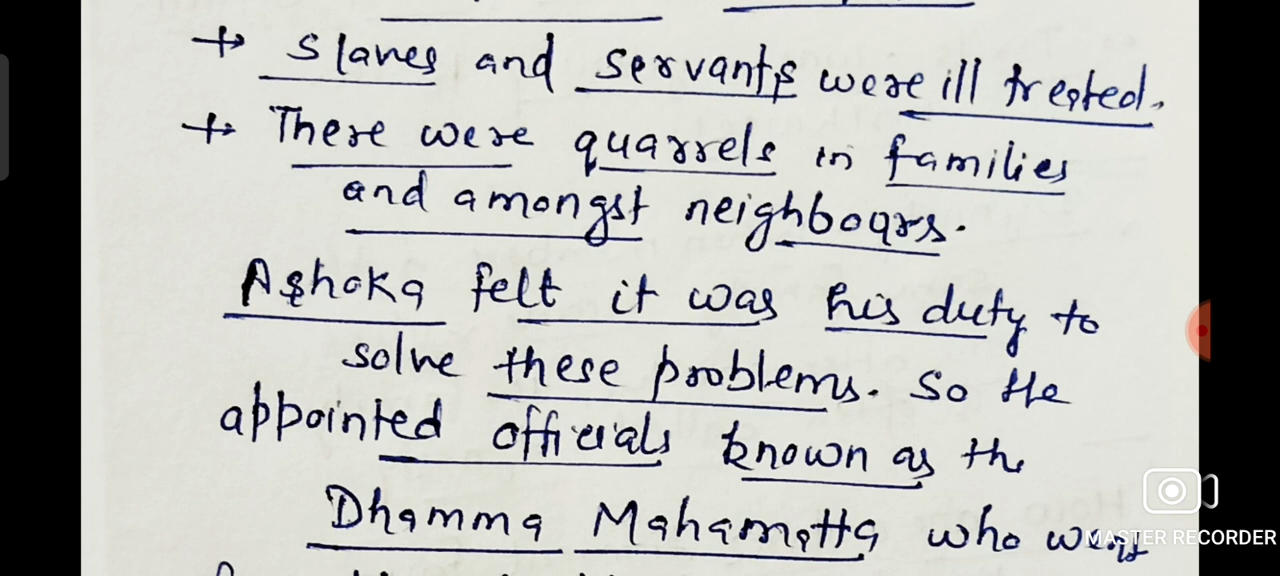 → Slaves and servants were ill treated.
→ There were quarrels in families
and amongst neighbours.
Ashoka felt it was his duty to
solve these problems. So He
appointed officials known as the
Dhamma Mahamatta who went
MASTER RECORDER